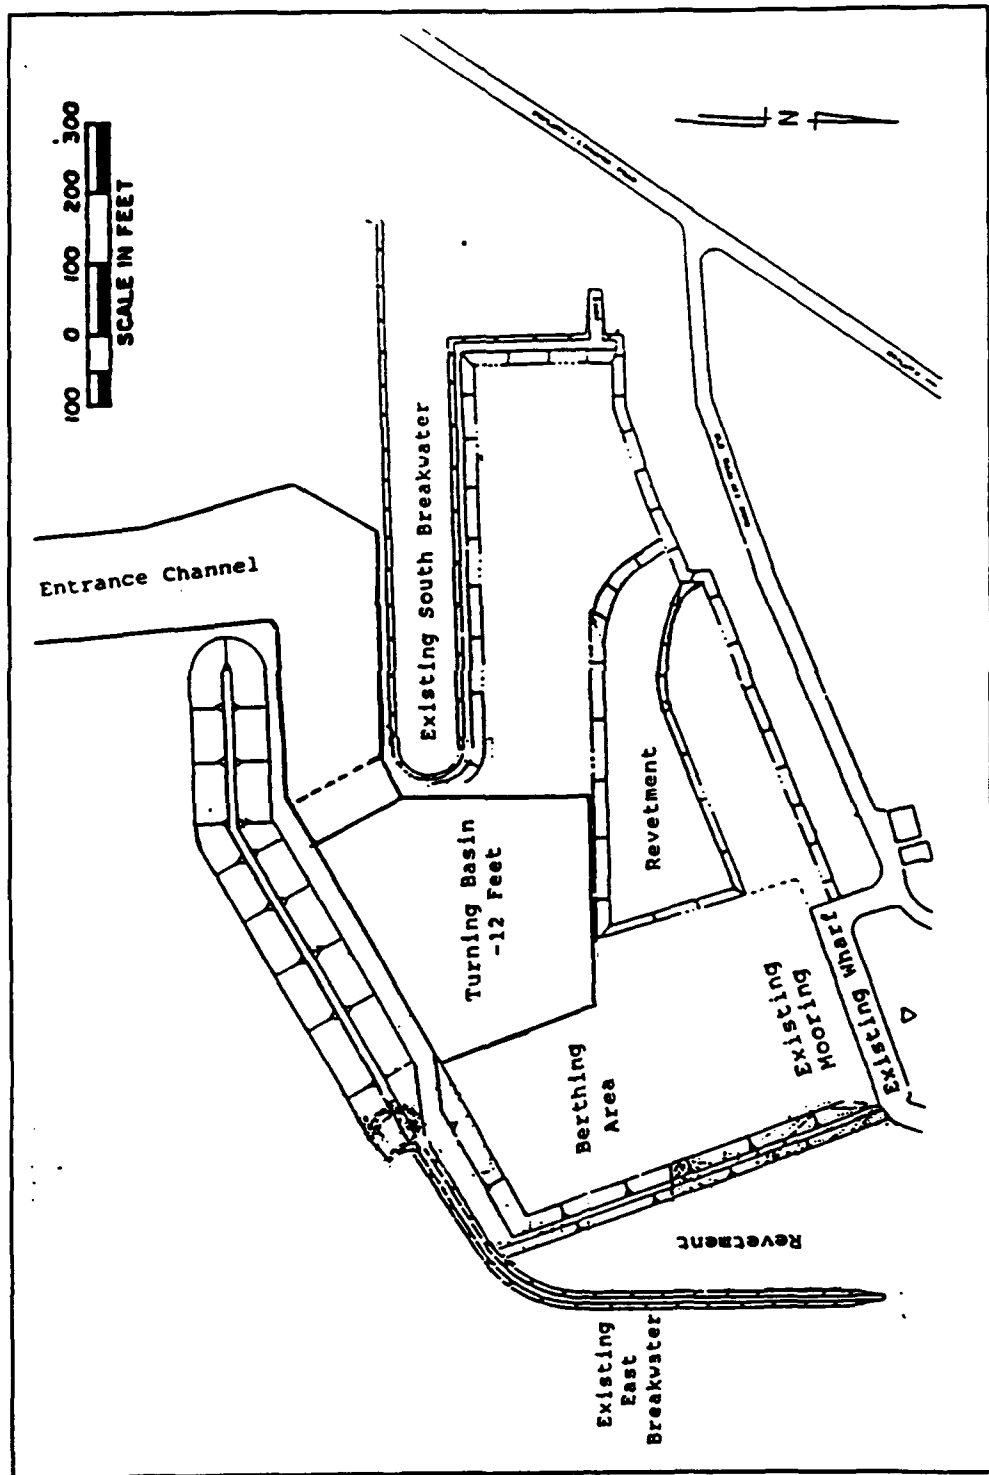 100 0 100 200 300
SCALE IN FEET
N
Entrance Channel
Existing South Breakwater
Turning Basin
-12 Feet
Revetment
Berthing
Area
Existing
Mooring
Existing Wharf
Revetment
Existing
East
Breakwater